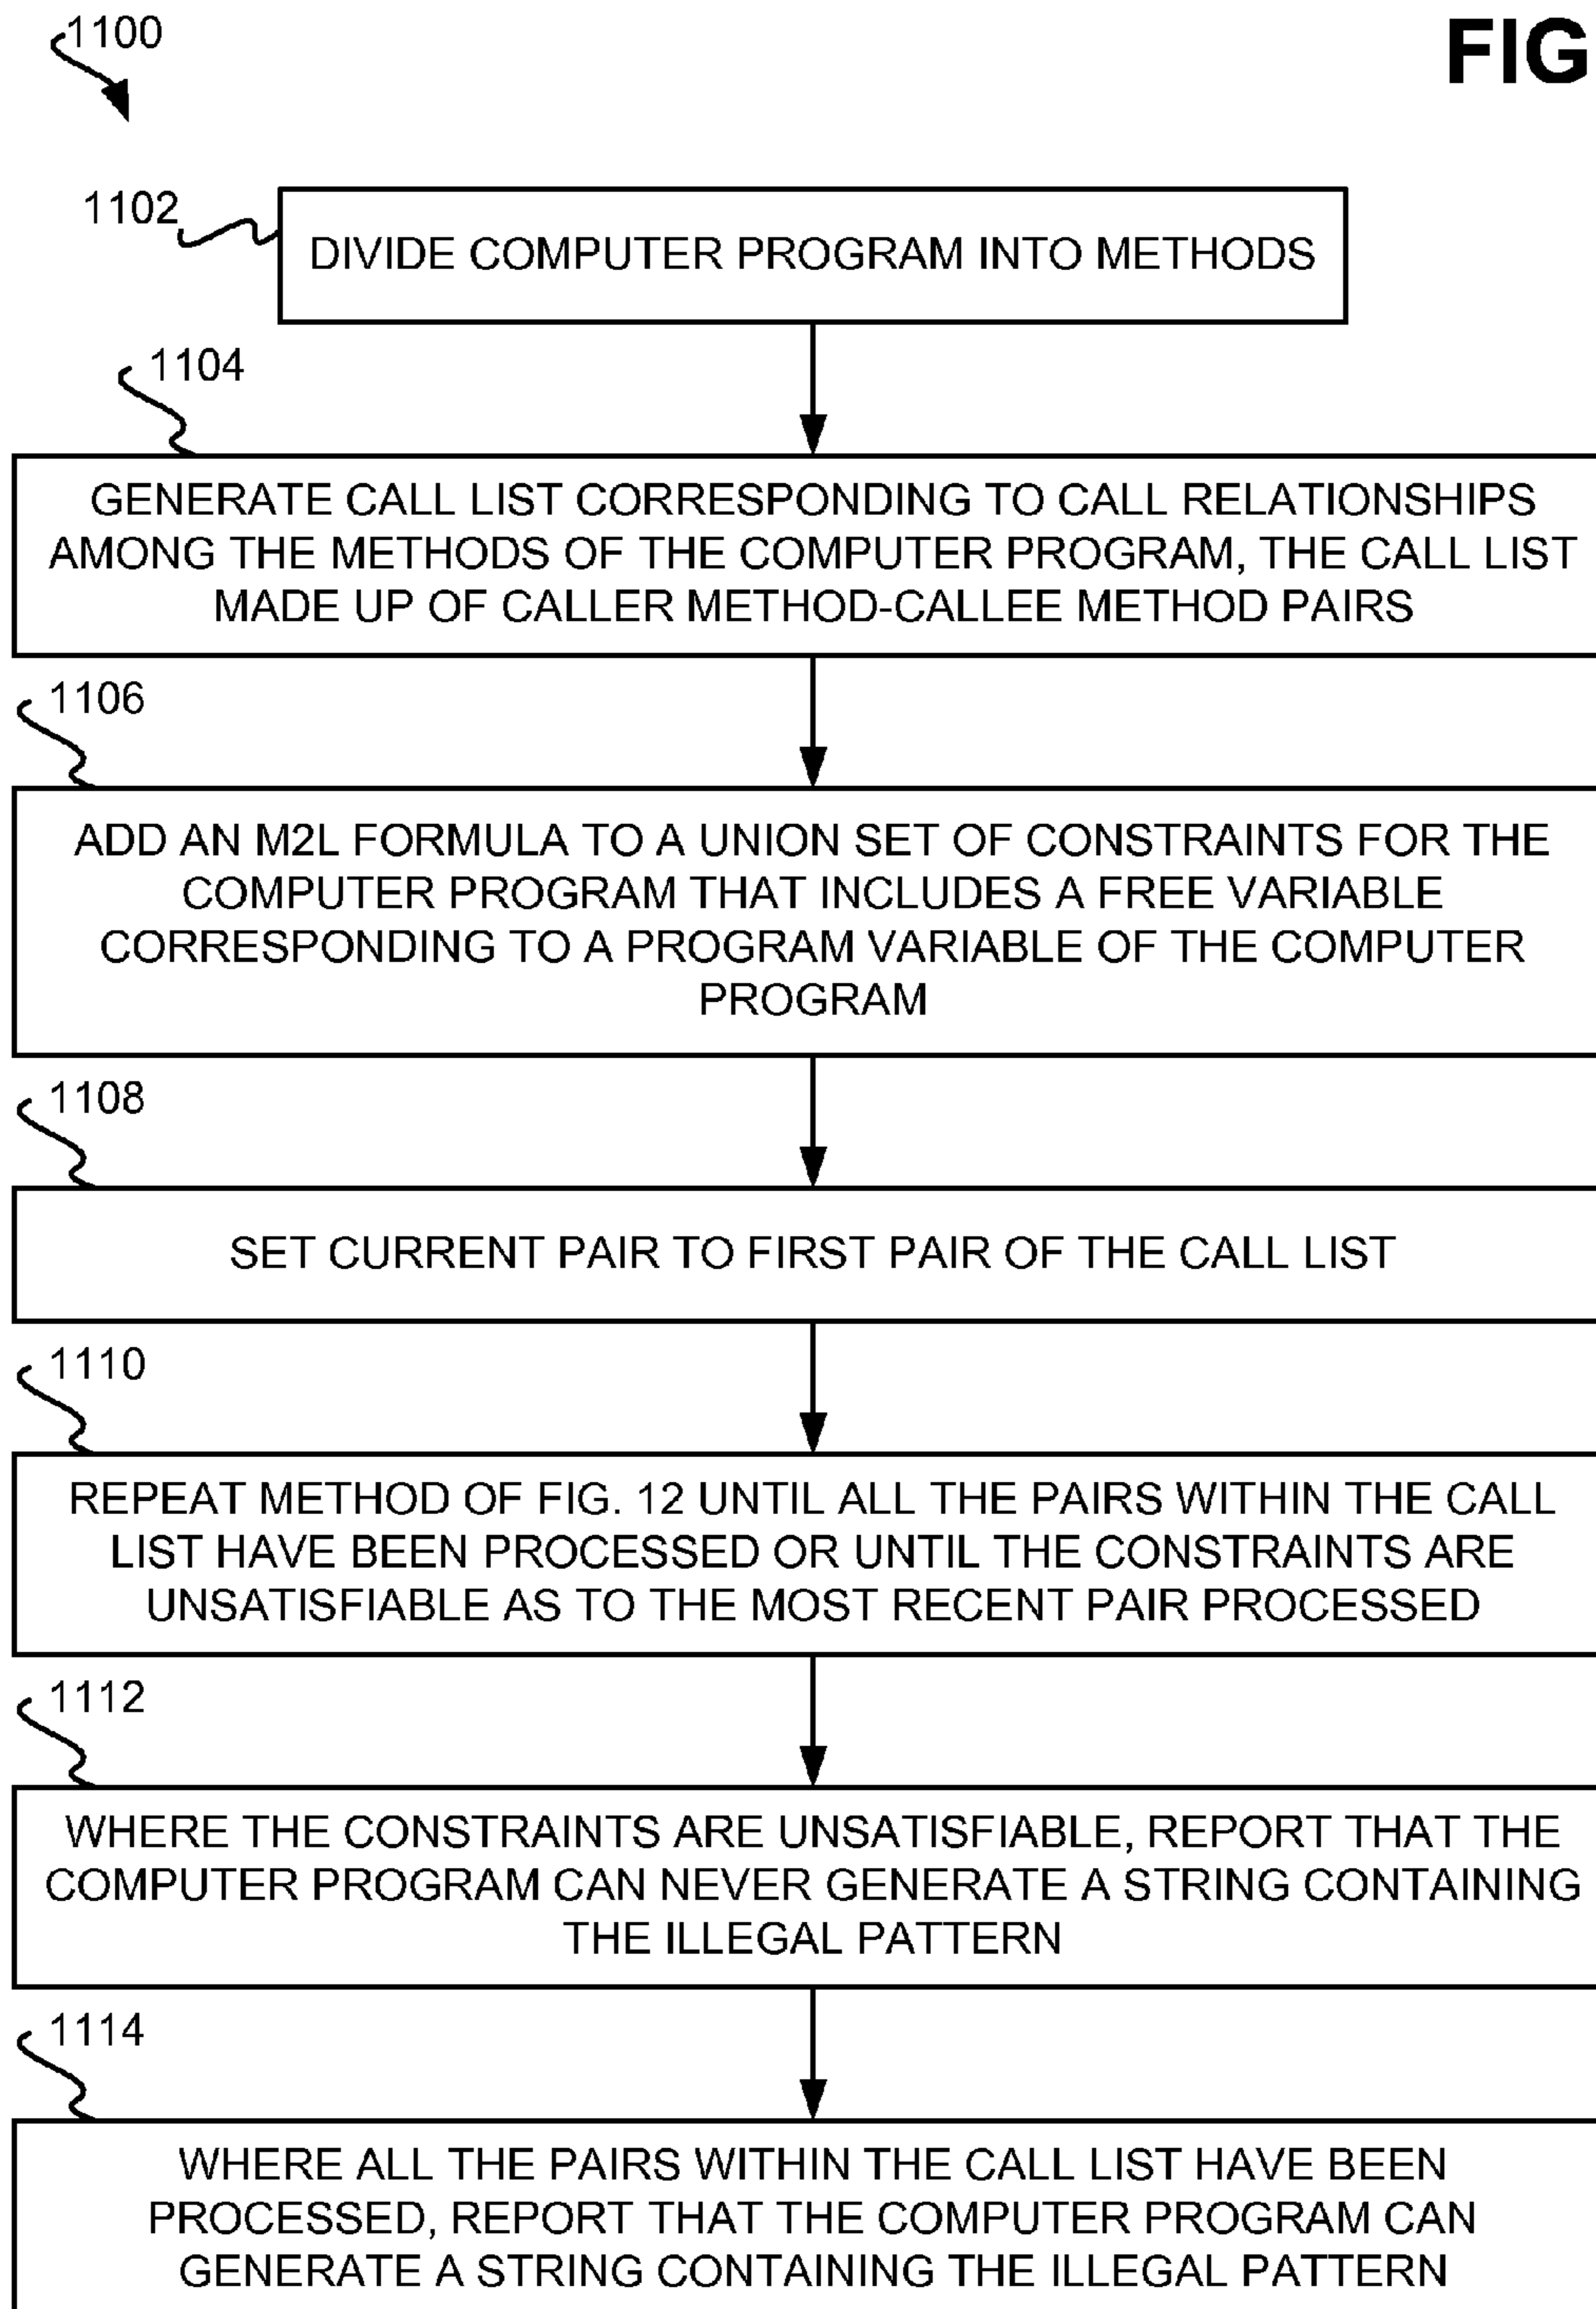 1100
FIG
1102
DIVIDE COMPUTER PROGRAM INTO METHODS
1104
GENERATE CALL LIST CORRESPONDING TO CALL RELATIONSHIPS
AMONG THE METHODS OF THE COMPUTER PROGRAM, THE CALL LIST
MADE UP OF CALLER METHOD-CALLEE METHOD PAIRS
1106
ADD AN M2L FORMULA TO A UNION SET OF CONSTRAINTS FOR THE
COMPUTER PROGRAM THAT INCLUDES A FREE VARIABLE
CORRESPONDING TO A PROGRAM VARIABLE OF THE COMPUTER
PROGRAM
1108
SET CURRENT PAIR TO FIRST PAIR OF THE CALL LIST
1110
REPEAT METHOD OF FIG. 12 UNTIL ALL THE PAIRS WITHIN THE CALL
LIST HAVE BEEN PROCESSED OR UNTIL THE CONSTRAINTS ARE
UNSATISFIABLE AS TO THE MOST RECENT PAIR PROCESSED
1112
WHERE THE CONSTRAINTS ARE UNSATISFIABLE, REPORT THAT THE
COMPUTER PROGRAM CAN NEVER GENERATE A STRING CONTAINING
THE ILLEGAL PATTERN
1114
WHERE ALL THE PAIRS WITHIN THE CALL LIST HAVE BEEN
PROCESSED, REPORT THAT THE COMPUTER PROGRAM CAN
GENERATE A STRING CONTAINING THE ILLEGAL PATTERN